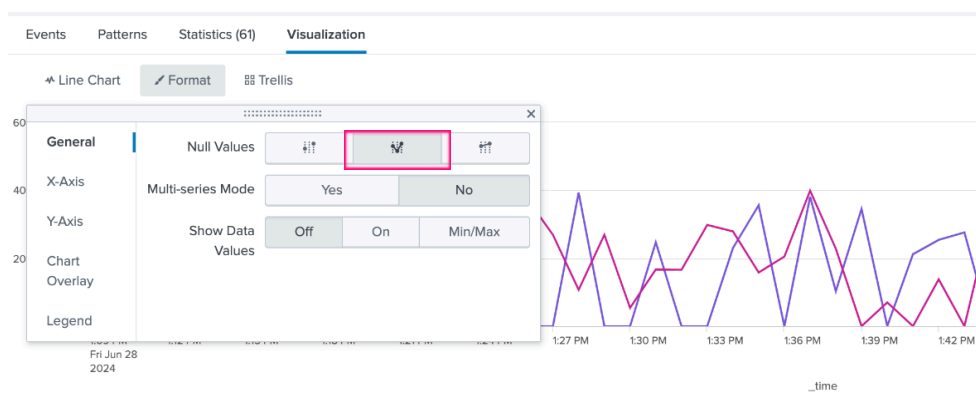 Events Patterns Statistics (61) Visualization
Line Chart Format Trellis
60
General Null Values
40
X-Axis Multi-series Mode Yes No
Y-Axis Show Data Values Off On Min/Max
20
Chart Overlay
Legend
1:27 PM 1:30 PM 1:33 PM 1:36 PM 1:39 PM 1:42 PM
Fri Jun 28
2024
_time